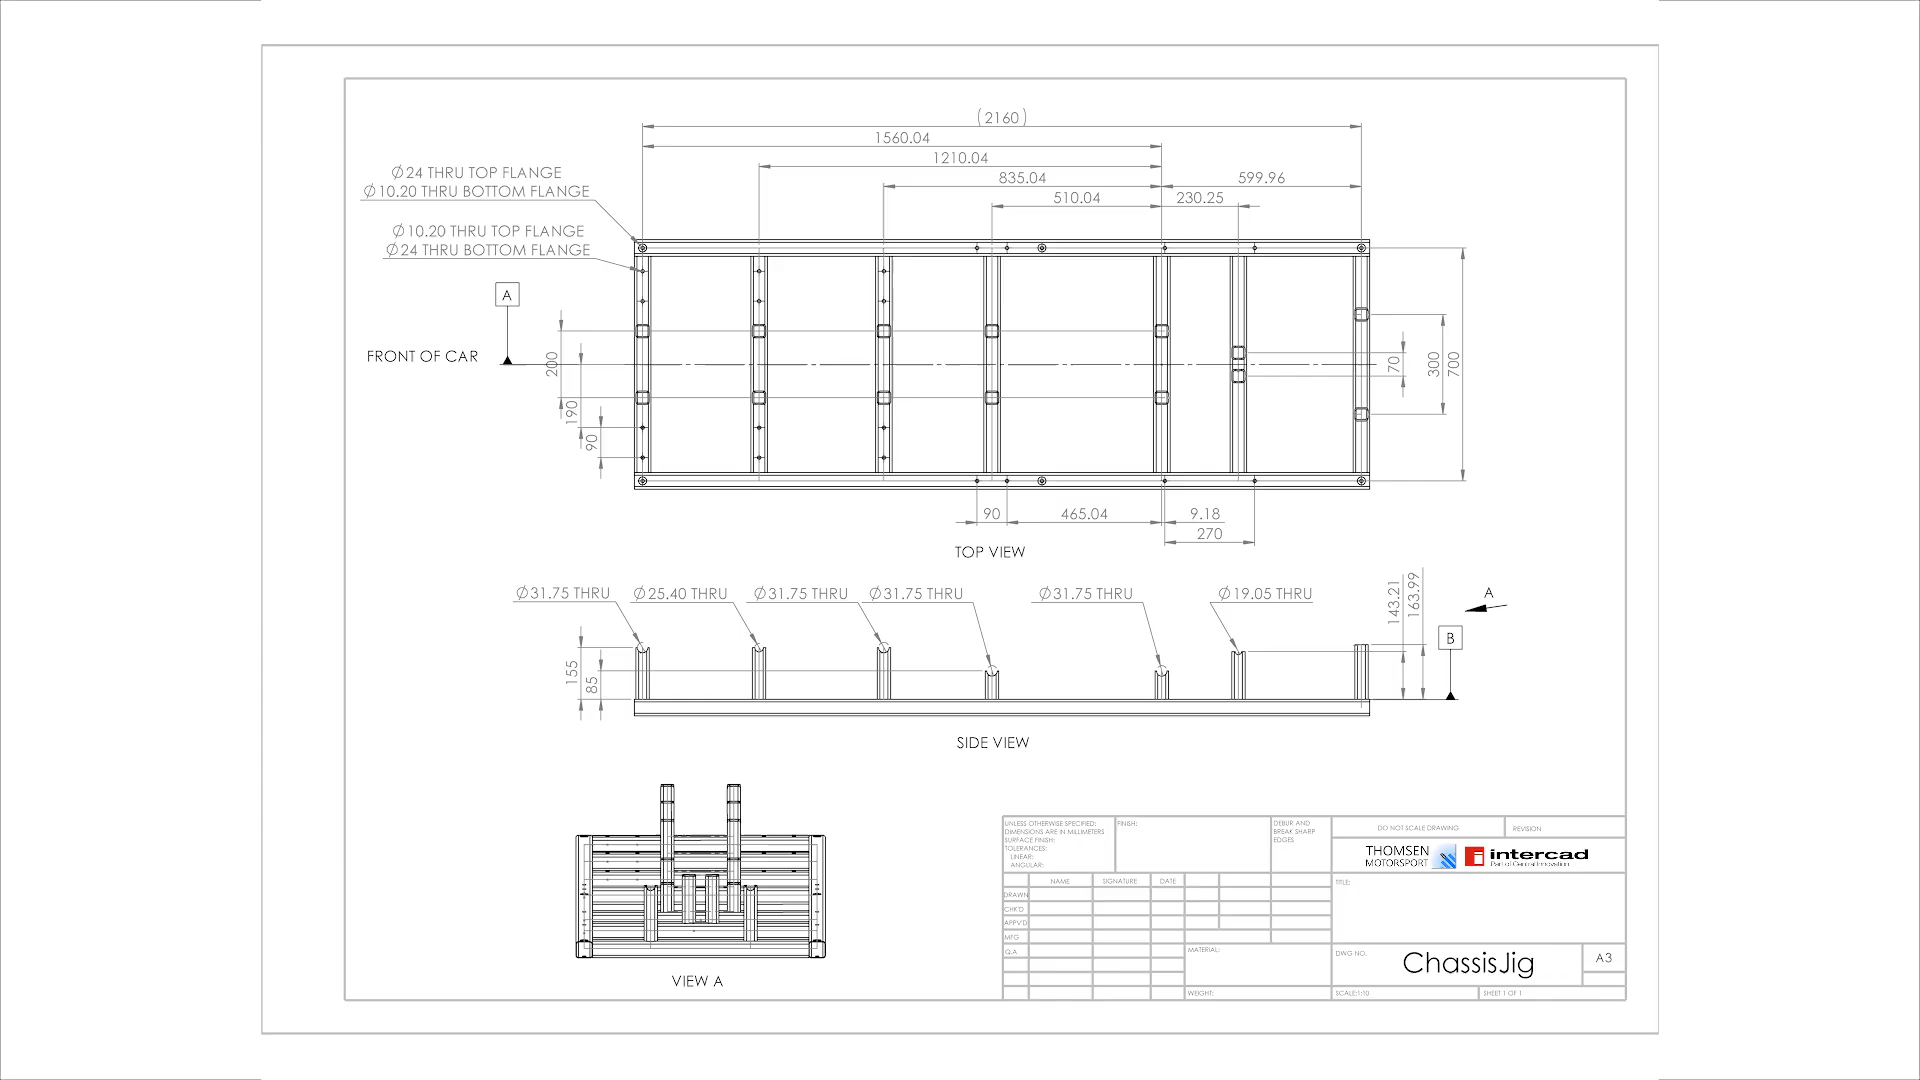 (2160)
1560.04
1210.04
835.04
599.96
510.04
230.25
Ø24 THRU TOP FLANGE
Ø10.20 THRU BOTTOM FLANGE
Ø10.20 THRU TOP FLANGE
Ø24 THRU BOTTOM FLANGE
A
FRONT OF CAR
200
190
90
70
300
700
90
465.04
9.18
270
TOP VIEW
Ø31.75 THRU
Ø25.40 THRU
Ø31.75 THRU
Ø31.75 THRU
Ø31.75 THRU
Ø19.05 THRU
143.21
163.99
A
B
155
85
SIDE VIEW
VIEW A
UNLESS OTHERWISE SPECIFIED:
DIMENSIONS ARE IN MILLIMETERS
SURFACE FINISH:
TOLERANCES:
LINEAR:
ANGULAR:
FINISH:
DEBUR AND
BREAK SHARP
EDGES
DO NOT SCALE DRAWING
REVISION
THOMSEN
MOTORSPORT
intercad
Part of Central Innovation
NAME
SIGNATURE
DATE
TITLE:
DRAWN
CHK'D
APPV'D
MFG
Q.A
MATERIAL:
DWG NO.
ChassisJig
A3
WEIGHT:
SCALE:1:10
SHEET 1 OF 1